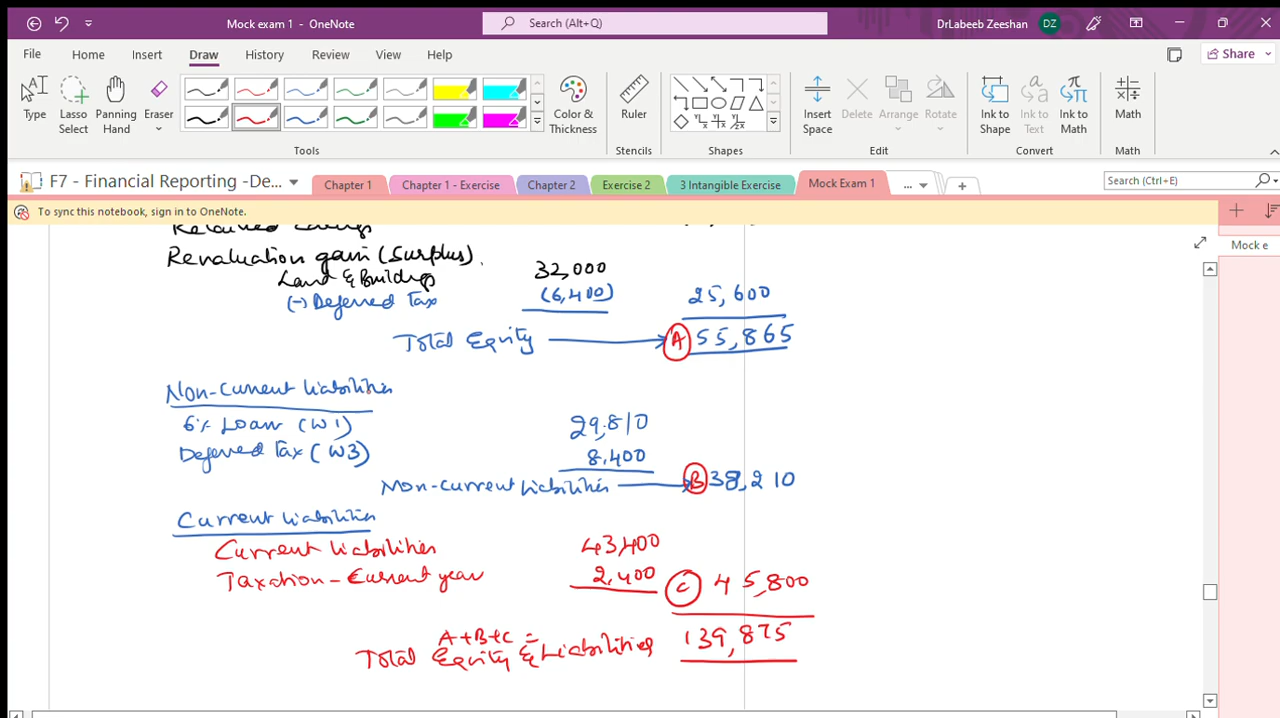 Mock exam 1 - OneNote
Search (Alt+Q)
DrLabeeb Zeeshan DZ
File Home Insert Draw History Review View Help
Share
Type Lasso Select Panning Hand Eraser
Color & Thickness
Ruler
Insert Space Delete Arrange Rotate
Ink to Shape Ink to Text Ink to Math
Math
Tools Stencils Shapes Edit Convert Math
F7 - Financial Reporting -De... Chapter 1 Chapter 1 - Exercise Chapter 2 Exercise 2 3 Intangible Exercise Mock Exam 1 ... Search (Ctrl+E)
To sync this notebook, sign in to OneNote.
Mock e
Revaluation gain (Surplus).
Land & Buildings 32,000
(-) Deferred Tax (6,400) 25,600
Total Equity A 55,865
Non-Current liabilities
6% Loan (W1) 29,810
Deferred Tax (W3) 8,400
Non-current liabilities B 38,210
Current liabilities
Current liabilities 43,400
Taxation - Current year 2,400 C 45,800
A+B+C =
Total Equity & Liabilities 139,875